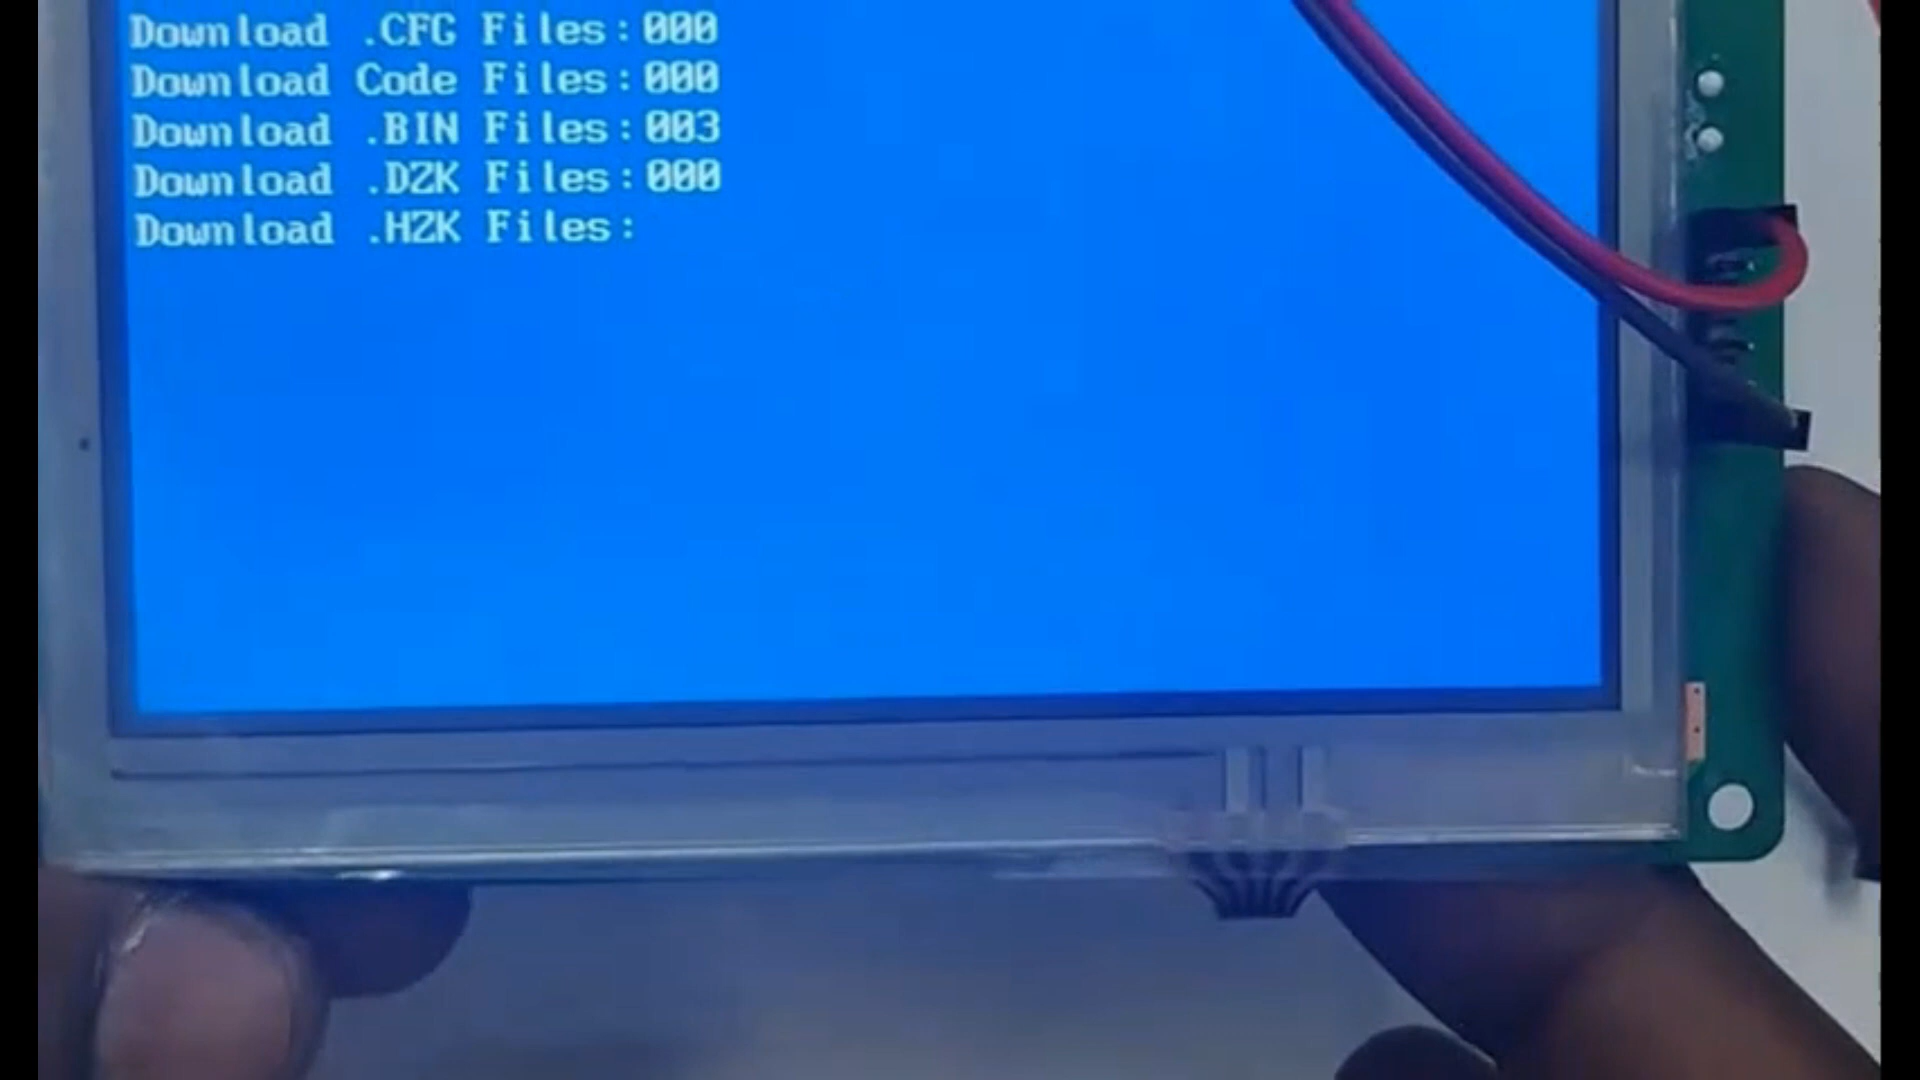 Download .CFG Files:000
Download Code Files:000
Download .BIN Files:003
Download .DZK Files:000
Download .HZK Files: